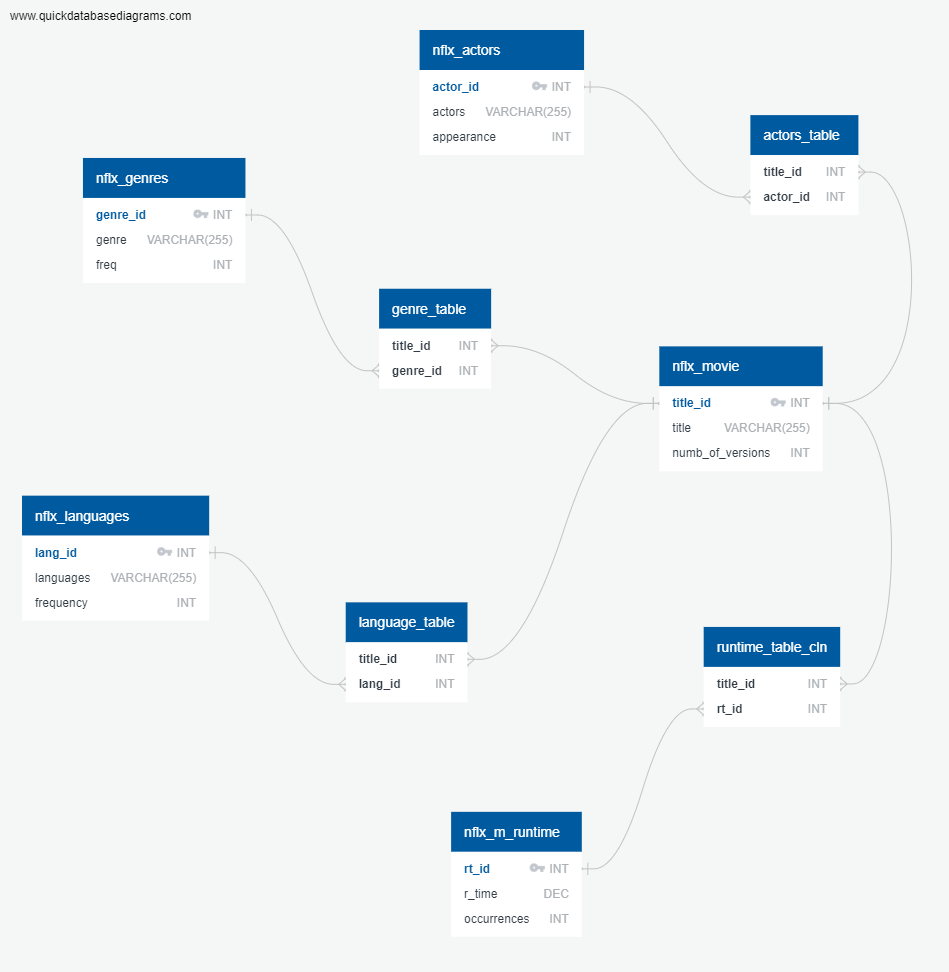 www.quickdatabasediagrams.com
nflx_actors
actor_id INT
actors VARCHAR(255)
appearance INT
actors_table
title_id INT
actor_id INT
nflx_genres
genre_id INT
genre VARCHAR(255)
freq INT
genre_table
title_id INT
genre_id INT
nflx_movie
title_id INT
title VARCHAR(255)
numb_of_versions INT
nflx_languages
lang_id INT
languages VARCHAR(255)
frequency INT
language_table
title_id INT
lang_id INT
runtime_table_cln
title_id INT
rt_id INT
nflx_m_runtime
rt_id INT
r_time DEC
occurrences INT